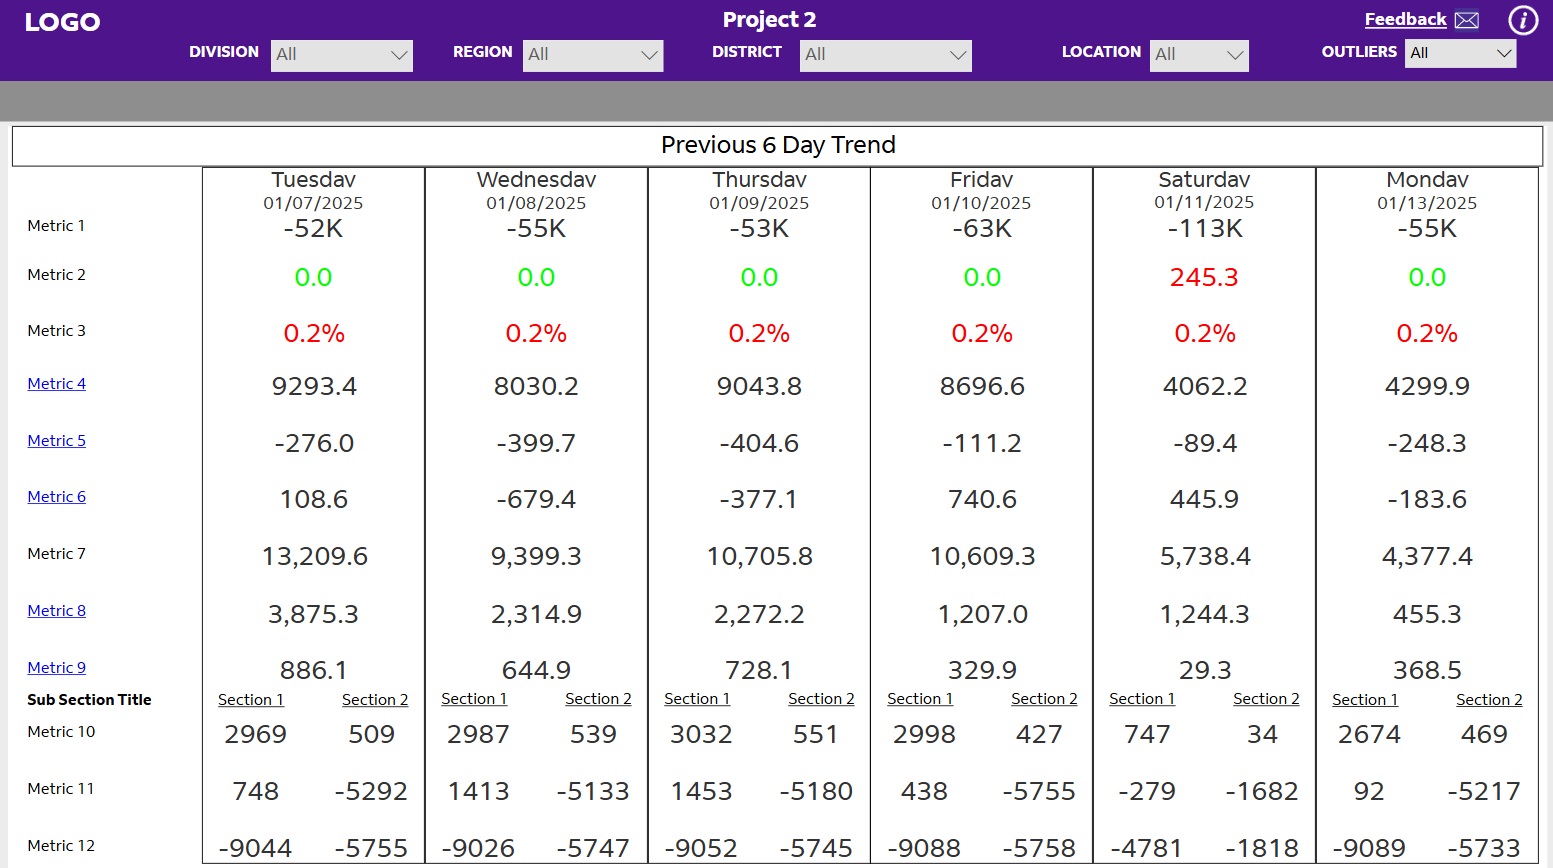 LOGO Project 2 Feedback
DIVISION All REGION All DISTRICT All LOCATION All OUTLIERS All
Previous 6 Day Trend
Tuesday Wednesday Thursday Friday Saturday Monday
01/07/2025 01/08/2025 01/09/2025 01/10/2025 01/11/2025 01/13/2025
Metric 1 -52K -55K -53K -63K -113K -55K
Metric 2 0.0 0.0 0.0 0.0 245.3 0.0
Metric 3 0.2% 0.2% 0.2% 0.2% 0.2% 0.2%
Metric 4 9293.4 8030.2 9043.8 8696.6 4062.2 4299.9
Metric 5 -276.0 -399.7 -404.6 -111.2 -89.4 -248.3
Metric 6 108.6 -679.4 -377.1 740.6 445.9 -183.6
Metric 7 13,209.6 9,399.3 10,705.8 10,609.3 5,738.4 4,377.4
Metric 8 3,875.3 2,314.9 2,272.2 1,207.0 1,244.3 455.3
Metric 9 886.1 644.9 728.1 329.9 29.3 368.5
Sub Section Title Section 1 Section 2 Section 1 Section 2 Section 1 Section 2 Section 1 Section 2 Section 1 Section 2 Section 1 Section 2
Metric 10 2969 509 2987 539 3032 551 2998 427 747 34 2674 469
Metric 11 748 -5292 1413 -5133 1453 -5180 438 -5755 -279 -1682 92 -5217
Metric 12 -9044 -5755 -9026 -5747 -9052 -5745 -9088 -5758 -4781 -1818 -9089 -5733